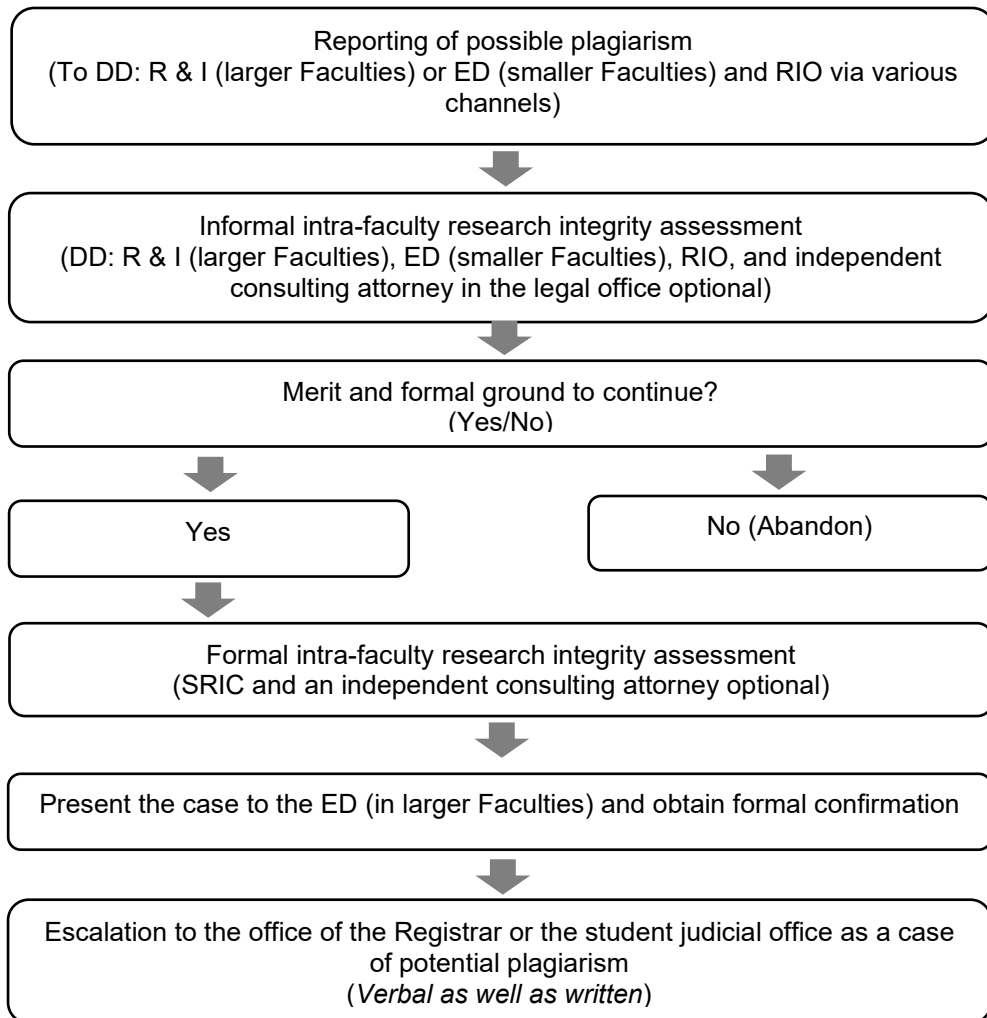 Reporting of possible plagiarism
(To DD: R & I (larger Faculties) or ED (smaller Faculties) and RIO via various
channels)
Informal intra-faculty research integrity assessment
(DD: R & I (larger Faculties), ED (smaller Faculties), RIO, and independent
consulting attorney in the legal office optional)
Merit and formal ground to continue?
(Yes/No)
Yes
No (Abandon)
Formal intra-faculty research integrity assessment
(SRIC and an independent consulting attorney optional)
Present the case to the ED (in larger Faculties) and obtain formal confirmation
Escalation to the office of the Registrar or the student judicial office as a case
of potential plagiarism
(Verbal as well as written)